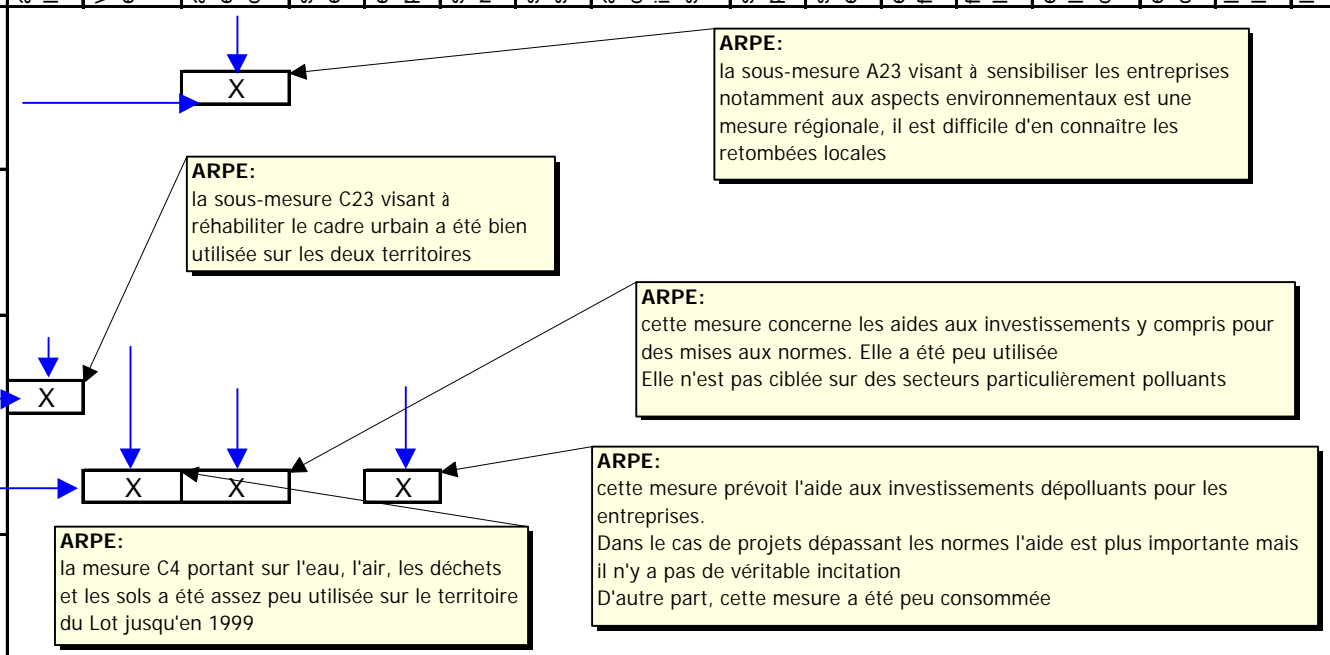 ARPE:
la sous-mesure A23 visant à sensibiliser les entreprises
notamment aux aspects environnementaux est une
mesure régionale, il est difficile d'en connaître les
retombées locales
X
ARPE:
la sous-mesure C23 visant à
réhabiliter le cadre urbain a été bien
utilisée sur les deux territoires
ARPE:
cette mesure concerne les aides aux investissements y compris pour
des mises aux normes. Elle a été peu utilisée
Elle n'est pas ciblée sur des secteurs particulièrement polluants
X
X
X
X
ARPE:
cette mesure prévoit l'aide aux investissements dépolluants pour les
entreprises.
Dans le cas de projets dépassant les normes l'aide est plus importante mais
il n'y a pas de véritable incitation
D'autre part, cette mesure a été peu consommée
ARPE:
la mesure C4 portant sur l'eau, l'air, les déchets
et les sols a été assez peu utilisée sur le territoire
du Lot jusqu'en 1999